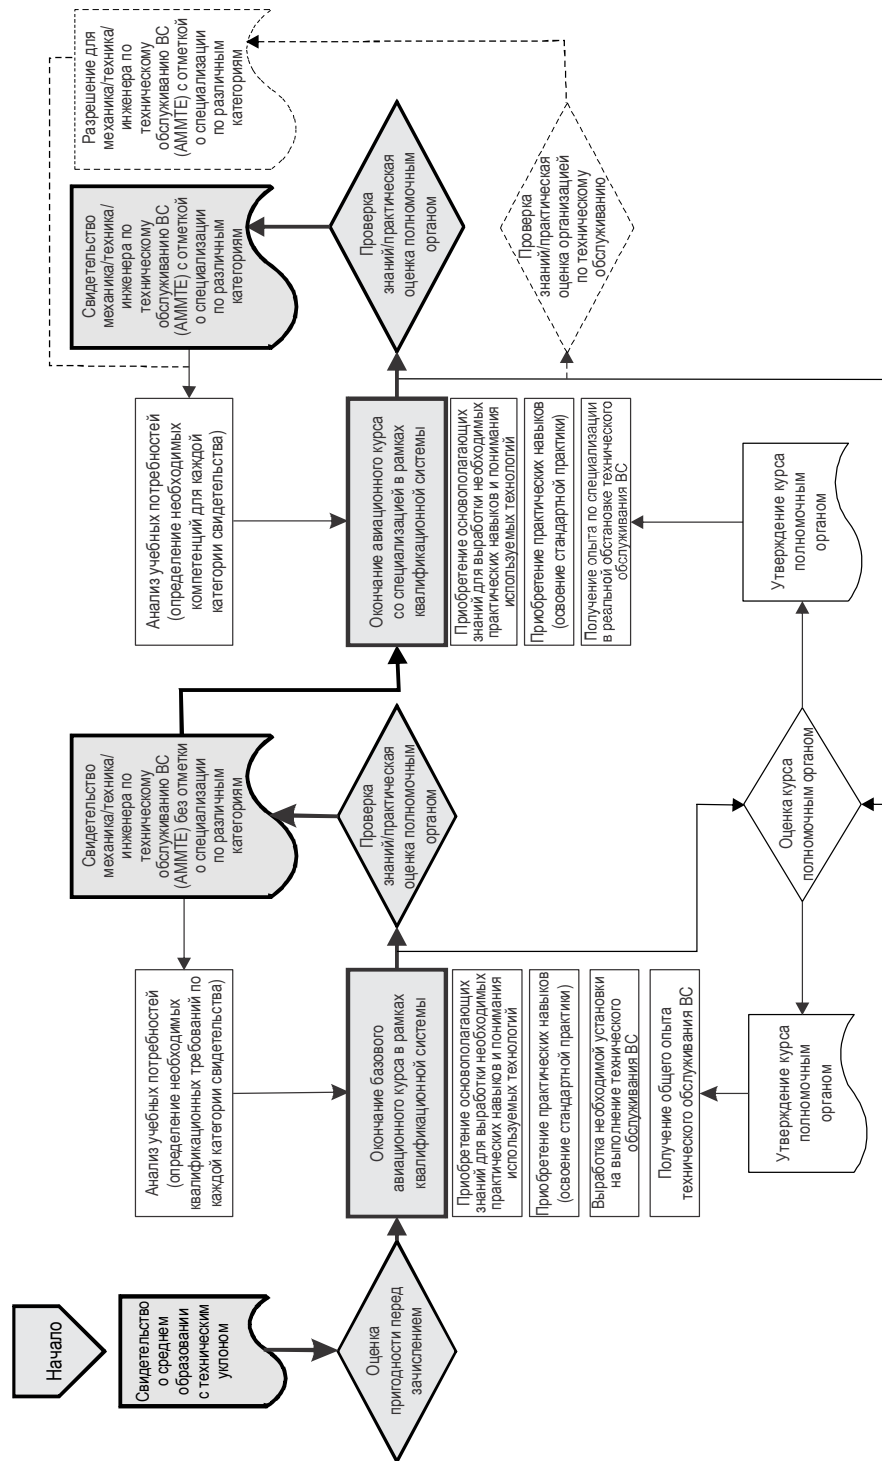 Начало
Свидетельство
о среднем
образовании
с техническим
уклоном
Оценка
пригодности перед
зачислением
Анализ учебных потребностей
(определение необходимых
квалификационных требований по
каждой категории свидетельства)
Окончание базового
авиационного курса в рамках
квалификационной системы
Приобретение основополагающих
знаний для выработки необходимых
практических навыков и понимания
используемых технологий
Приобретение практических навыков
(освоение стандартной практики)
Выработка необходимой установки
на выполнение технического
обслуживания ВС
Получение общего опыта
технического обслуживания ВС
Утверждение курса
полномочным
органом
Свидетельство
механика/техника/
инженера по
техническому
обслуживанию ВС
(AMMTE) без отметки
о специализации
по различным
категориям
Проверка
знаний/практическая
оценка полномочным
органом
Оценка курса
полномочным органом
Анализ учебных потребностей
(определение необходимых
компетенций для каждой
категории свидетельства)
Окончание авиационного курса
со специализацией в рамках
квалификационной системы
Приобретение основополагающих
знаний для выработки необходимых
практических навыков и понимания
используемых технологий
Приобретение практических навыков
(освоение стандартной практики)
Получение опыта по специализации
в реальной обстановке технического
обслуживания ВС
Утверждение курса
полномочным
органом
Свидетельство
механика/техника/
инженера по
техническому
обслуживанию ВС
(AMMTE) с отметкой
о специализации
по различным
категориям
Проверка
знаний/практическая
оценка полномочным
органом
Разрешение для
механика/техника/
инженера по
техническому
обслуживанию ВС
(AMMTE) с отметкой
о специализации
по различным
категориям
Проверка
знаний/практическая
оценка организацией
по техническому
обслуживанию